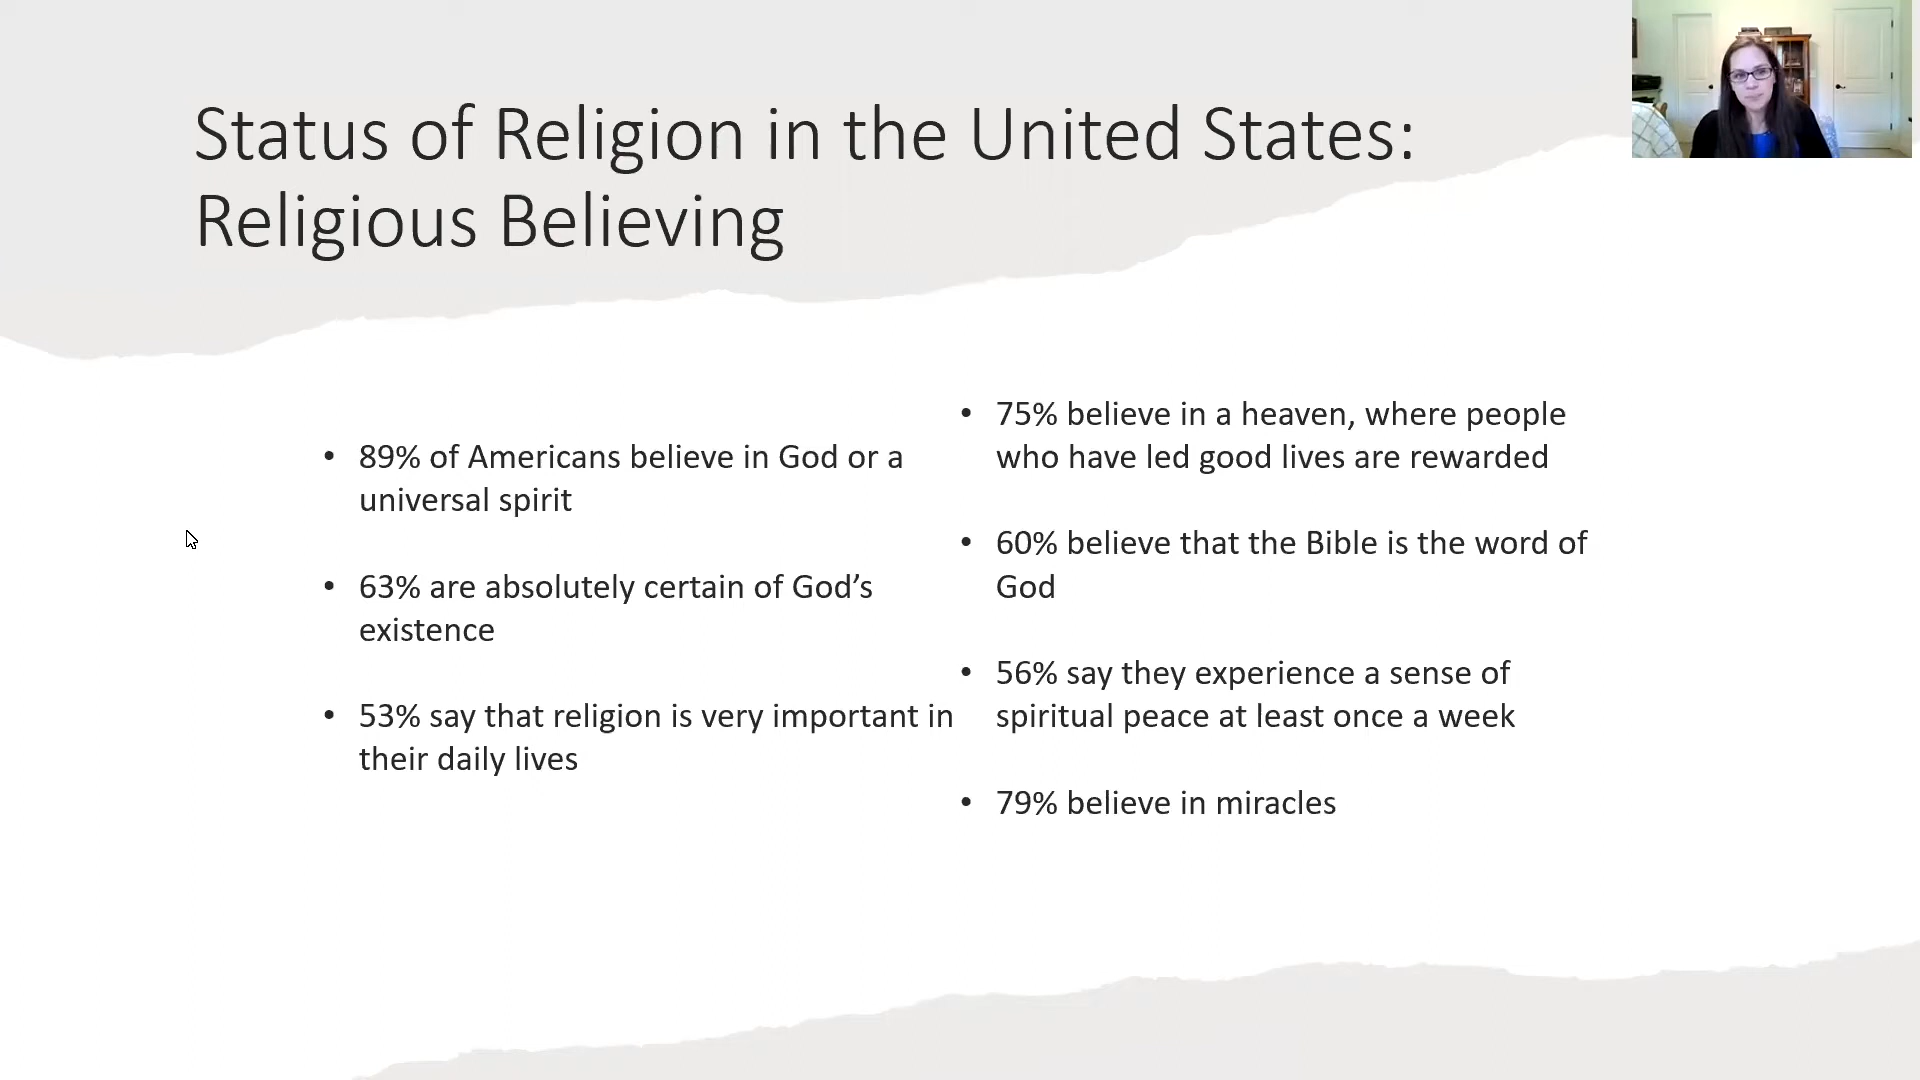 Status of Religion in the United States:
Religious Believing
• 89% of Americans believe in God or a
universal spirit
• 63% are absolutely certain of God’s
existence
• 53% say that religion is very important in
their daily lives
• 75% believe in a heaven, where people
who have led good lives are rewarded
• 60% believe that the Bible is the word of
God
• 56% say they experience a sense of
spiritual peace at least once a week
• 79% believe in miracles